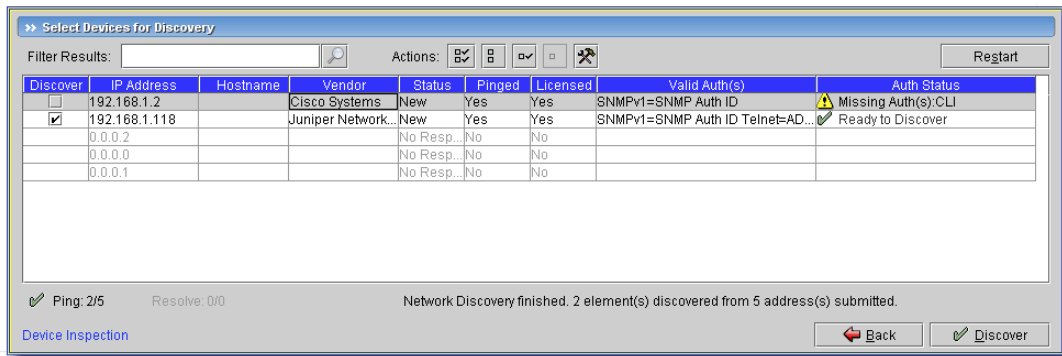 >> Select Devices for Discovery
Filter Results: Actions: Restart
Discover IP Address Hostname Vendor Status Pinged Licensed Valid Auth(s) Auth Status
192.168.1.2 Cisco Systems New Yes Yes SNMPv1=SNMP Auth ID Missing Auth(s):CLI
192.168.1.118 Juniper Network... New Yes Yes SNMPv1=SNMP Auth ID Telnet=AD... Ready to Discover
0.0.0.2 No Resp... No No
0.0.0.0 No Resp... No No
0.0.0.1 No Resp... No No
Ping: 2/5 Resolve: 0/0 Network Discovery finished. 2 element(s) discovered from 5 address(s) submitted.
Device Inspection Back Discover